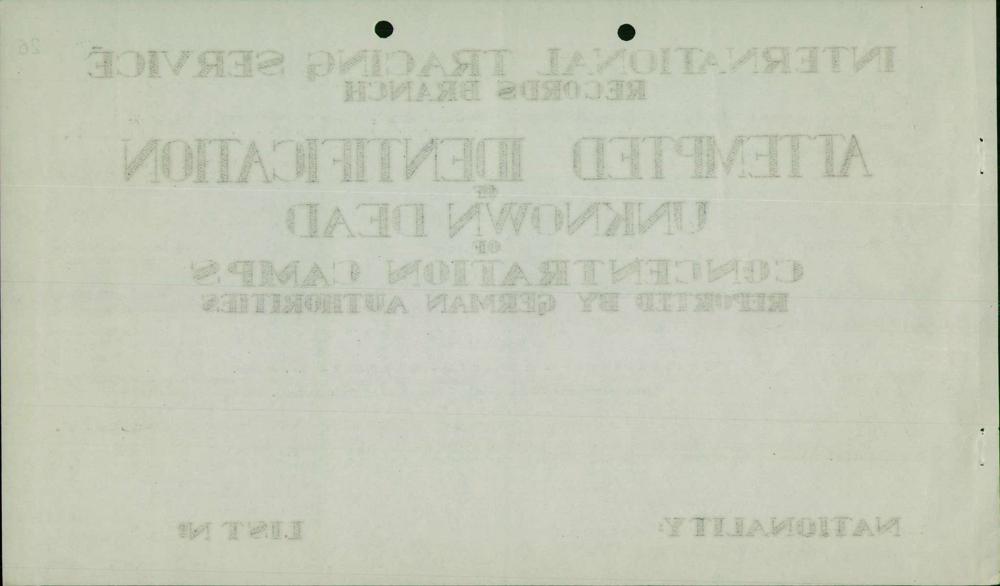 26
INTERNATIONAL TRACING SERVICE
RECORDS BRANCH
ATTEMPTED IDENTIFICATION
OF
UNKNOWN DEAD
OF
CONCENTRATION CAMPS
REPORTED BY GERMAN AUTHORITIES
NATIONALITY: LIST Nº